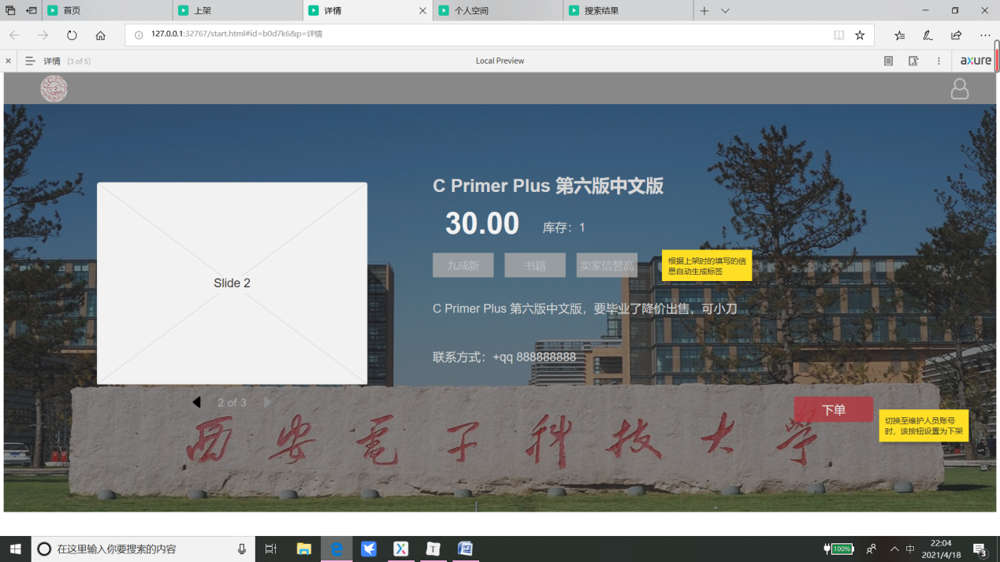 首页
上架
详情
个人空间
搜索结果
127.0.0.1:32767/start.html#id=b0d7k6&p=详情
详情 (3 of 5)
Local Preview
axure
C Primer Plus 第六版中文版
30.00
库存：1
九成新
书籍
卖家信誉高
根据上架时的填写的信
息自动生成标签
Slide 2
C Primer Plus 第六版中文版，要毕业了降价出售，可小刀
联系方式：+qq 888888888
2 of 3
下单
切换至维护人员账号
时，该按钮设置为下架
西安電子科技大学
在这里输入你要搜索的内容
100%
中
22:04
2021/4/18
3